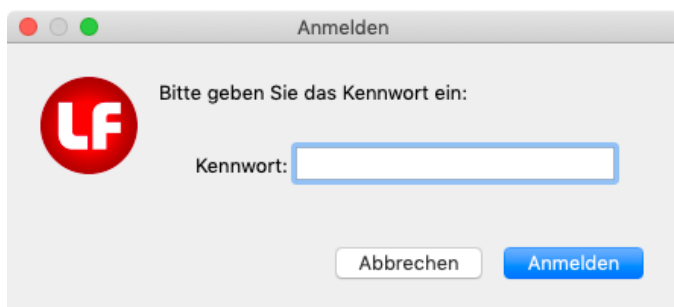 Anmelden
LF
Bitte geben Sie das Kennwort ein:
Kennwort:
Abbrechen
Anmelden